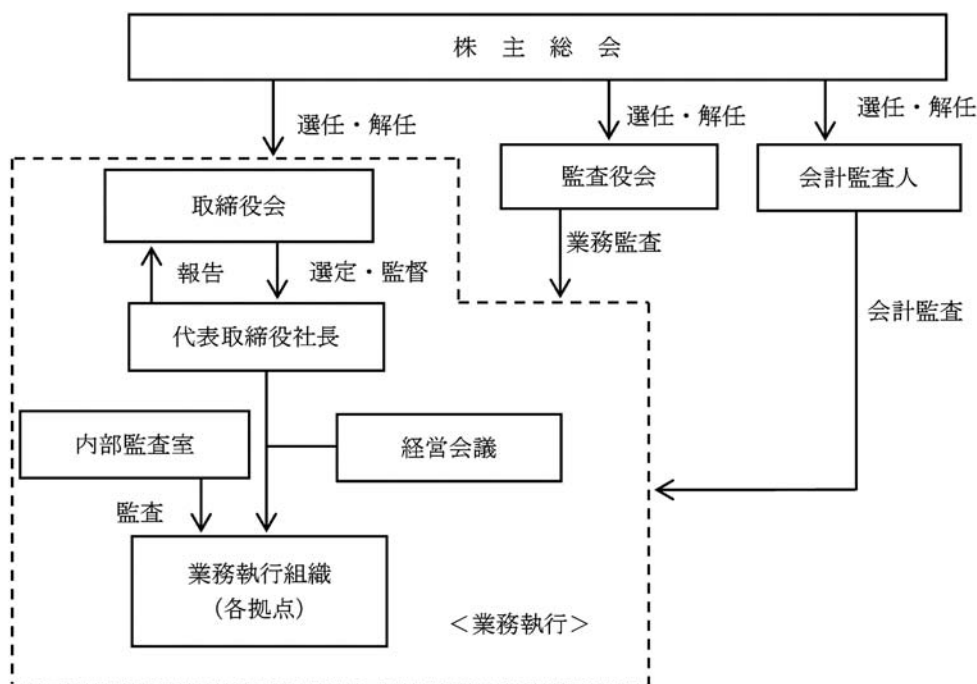 株 主 総 会
選任・解任
選任・解任
選任・解任
取締役会
監査役会
会計監査人
報告
選定・監督
業務監査
代表取締役社長
会計監査
内部監査室
経営会議
監査
業務執行組織
(各拠点)
<業務執行>